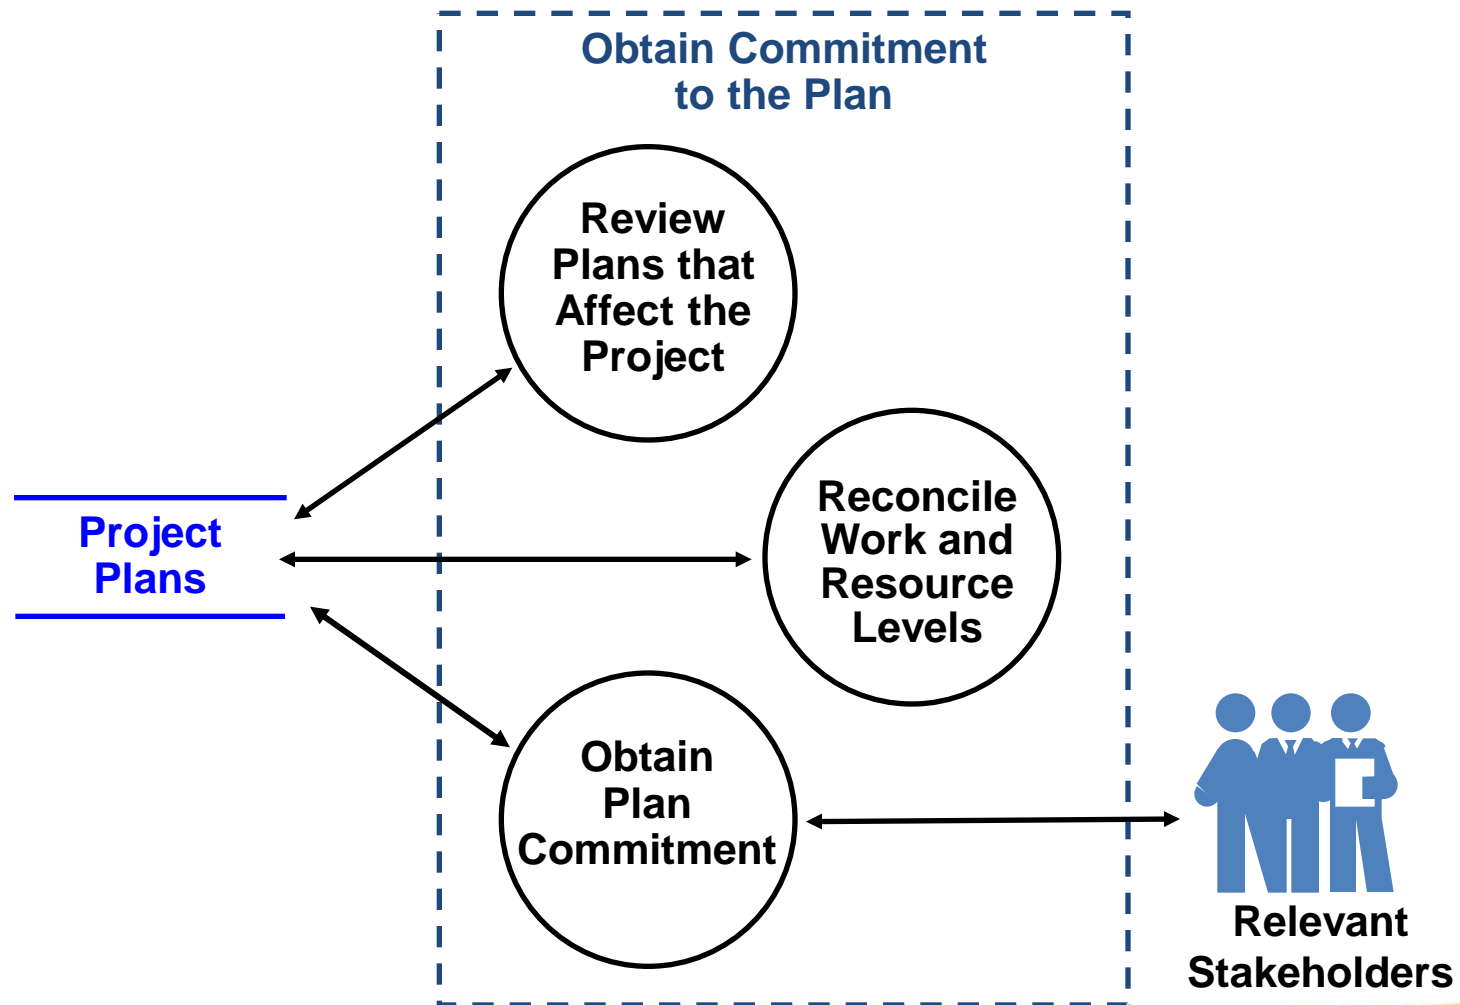 Obtain Commitment
to the Plan
Review
Plans that
Affect the
Project
Reconcile
Work and
Resource
Levels
Project
Plans
Obtain
Plan
Commitment
Relevant
Stakeholders